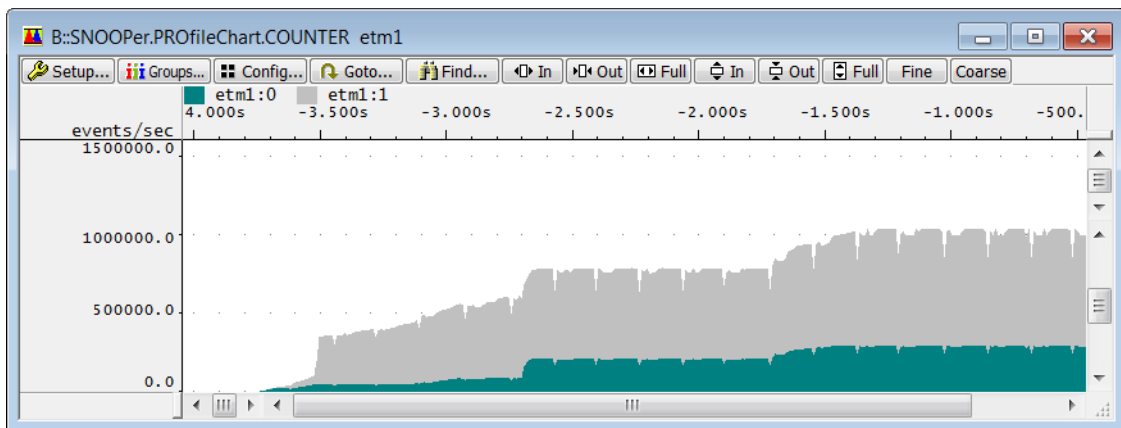 B::SNOOPer.PROfileChart.COUNTER etm1
Setup... Groups... Config... Goto... Find... In Out Full In Out Full Fine Coarse
etm1:0 etm1:1
4.000s -3.500s -3.000s -2.500s -2.000s -1.500s -1.000s -500.
events/sec
1500000.0
1000000.0
500000.0
0.0